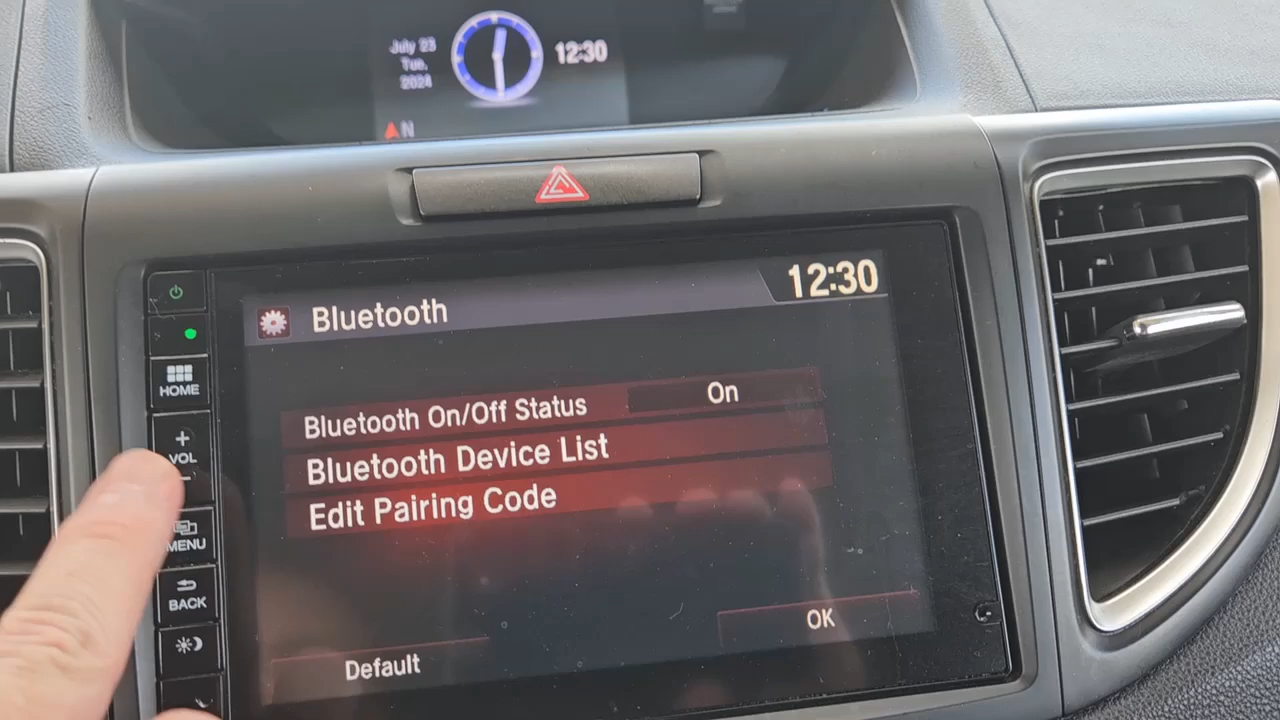 July 23
Tue,
2024
12:30
N
Bluetooth
12:30
HOME
+
VOL
-
MENU
BACK
Bluetooth On/Off Status
On
Bluetooth Device List
Edit Pairing Code
Default
OK